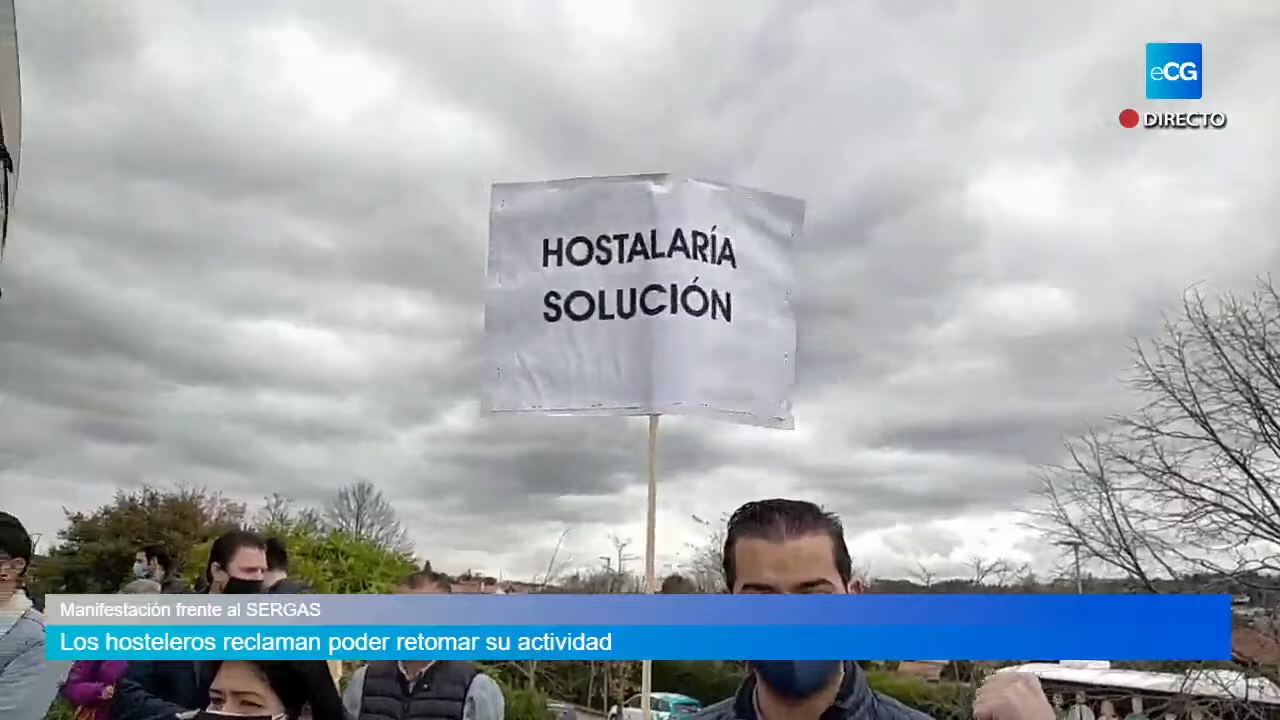 eCG
DIRECTO
HOSTALARÍA
SOLUCIÓN
Manifestación frente al SERGAS
Los hosteleros reclaman poder retomar su actividad